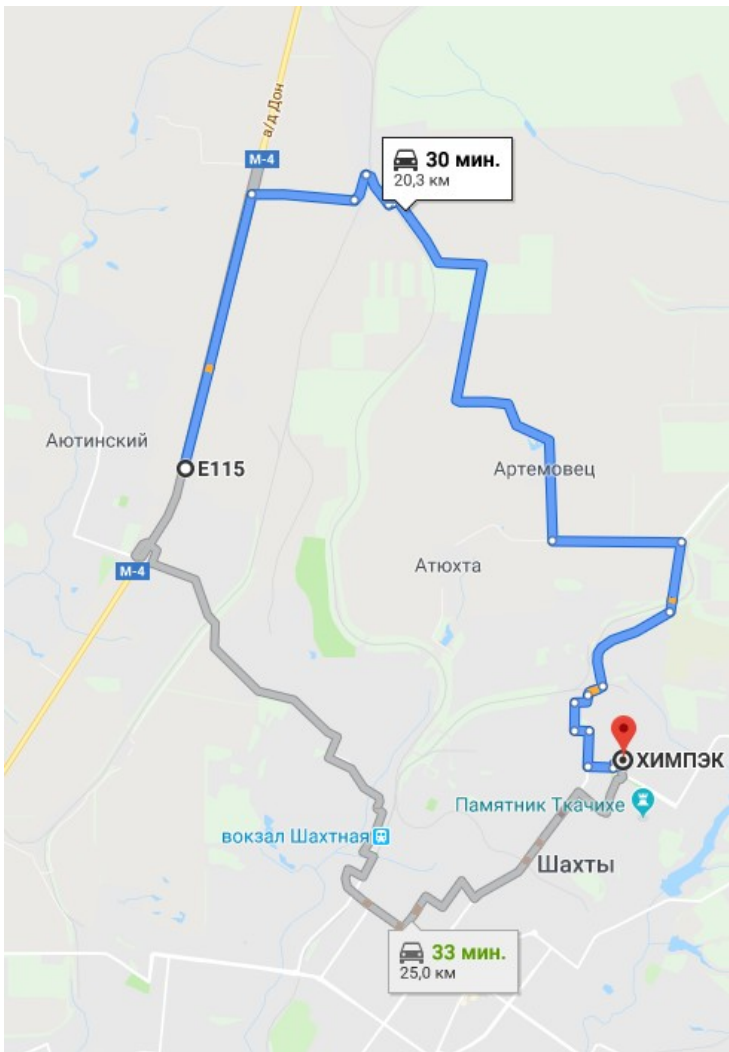 а/д Дон
М-4
30 мин.
20,3 км
Аютинский
Е115
Артемовец
М-4
Атюхта
ХИМПЭК
Памятник Ткачихе
вокзал Шахтная
Шахты
33 мин.
25,0 км